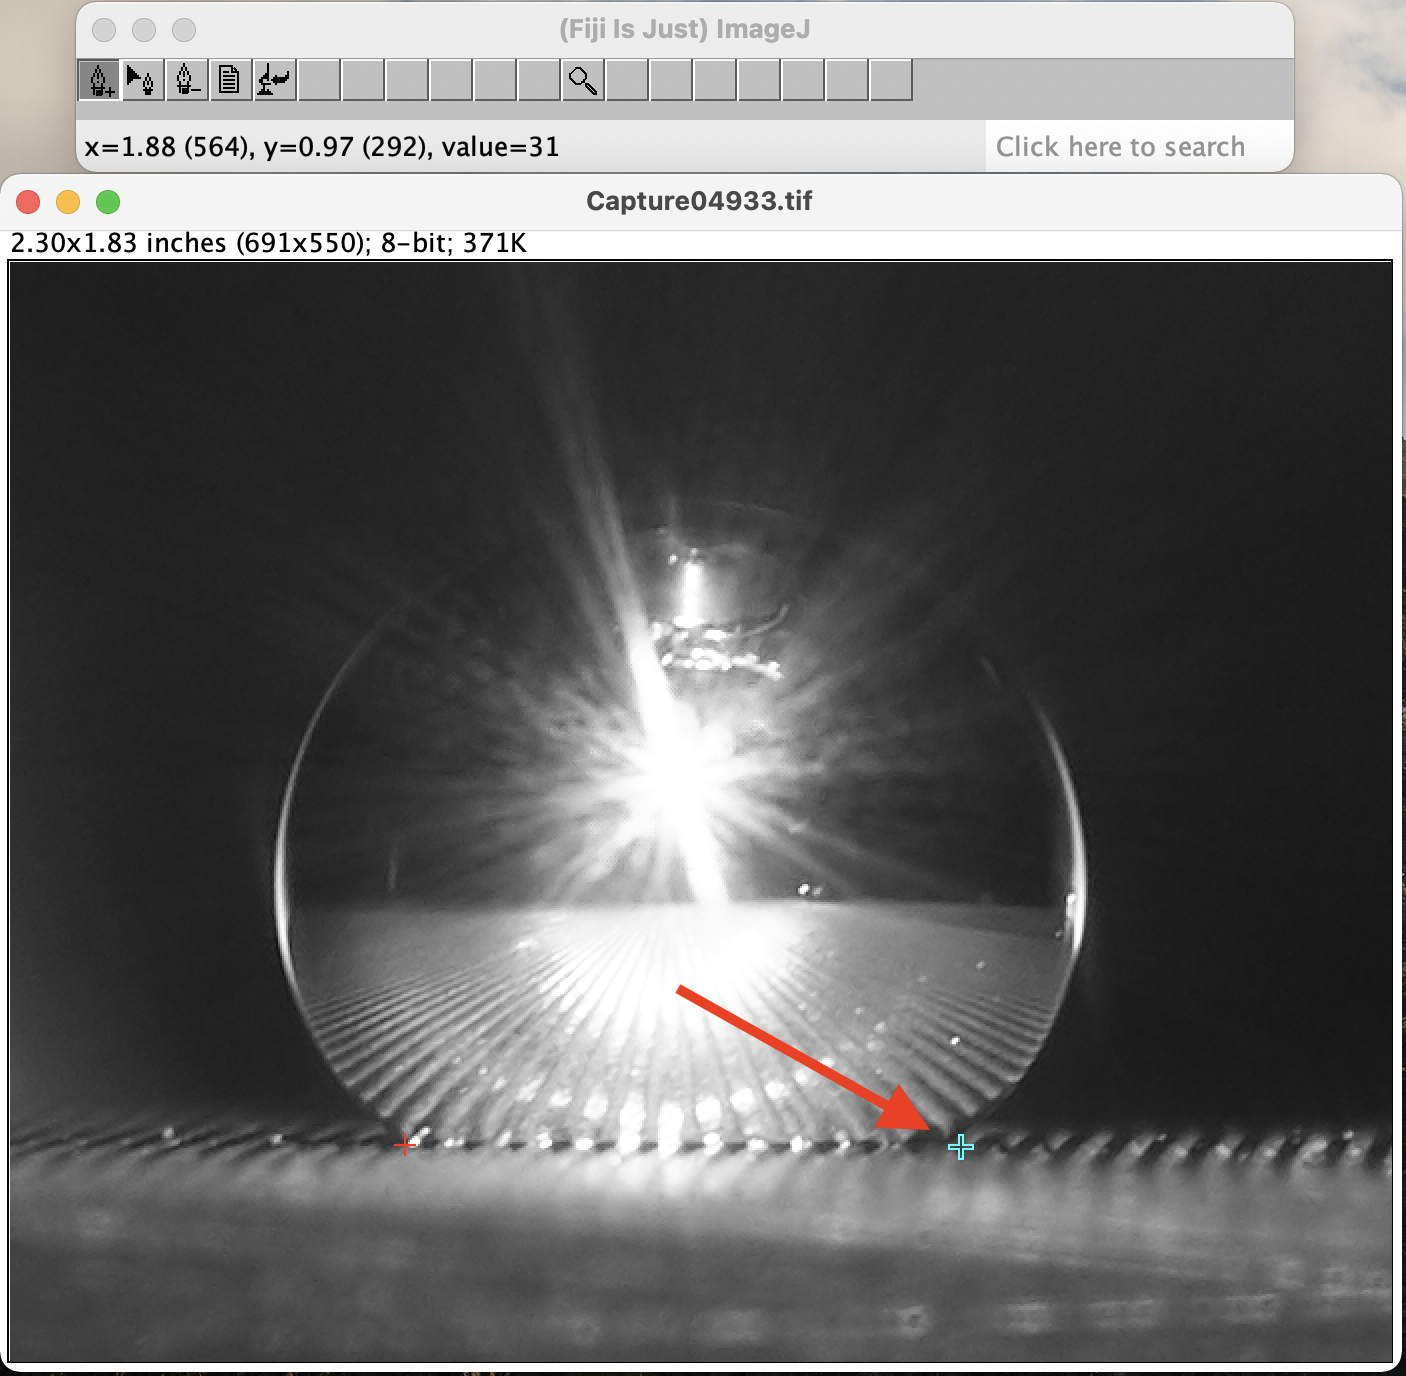 (Fiji Is Just) ImageJ
x=1.88 (564), y=0.97 (292), value=31
Click here to search
Capture04933.tif
2.30x1.83 inches (691x550); 8-bit; 371K